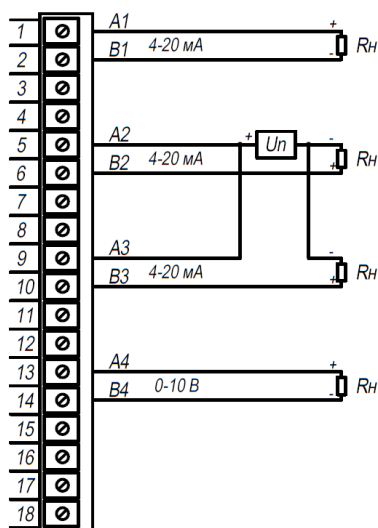 1 A1 +
2 B1 4-20 мА - Rн
3
4
5 A2 + Un -
6 B2 4-20 мА + Rн
7
8
9 A3 -
10 B3 4-20 мА + Rн
11
12
13 A4 +
14 B4 0-10 В - Rн
15
16
17
18